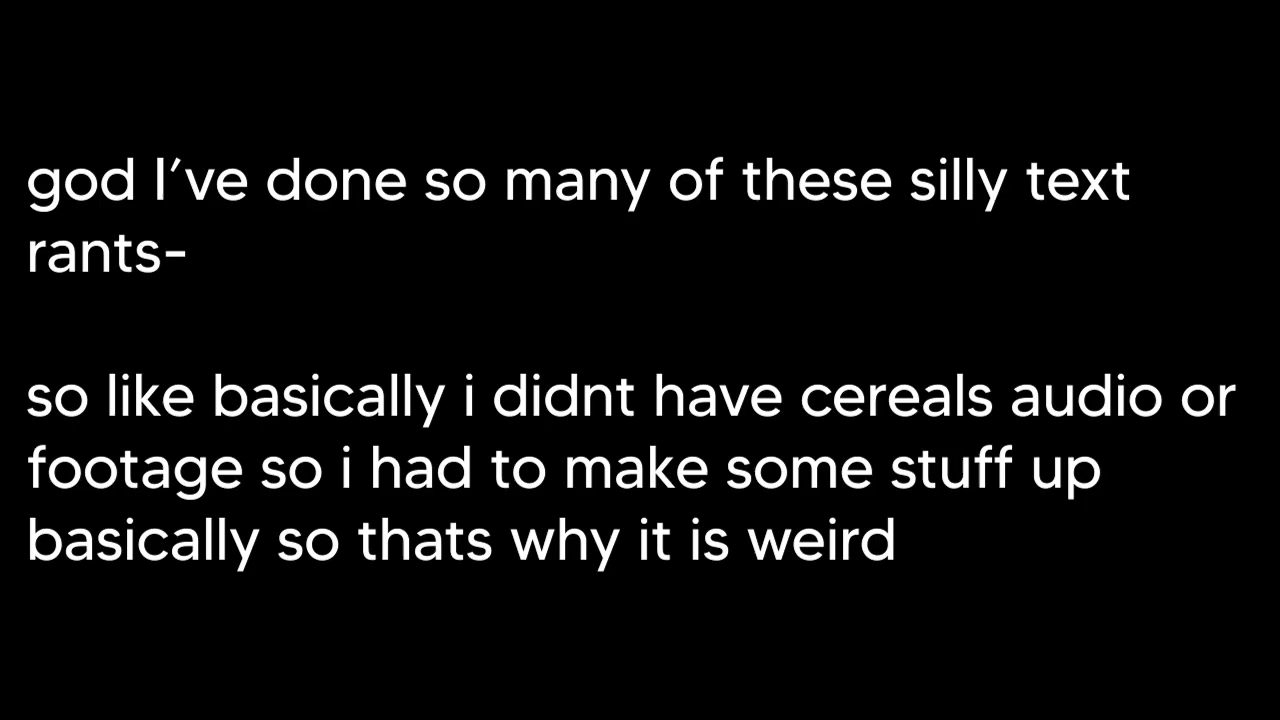 god I′ve done so many of these silly text
rants-
so like basically i didnt have cereals audio or
footage so i had to make some stuff up
basically so thats why it is weird